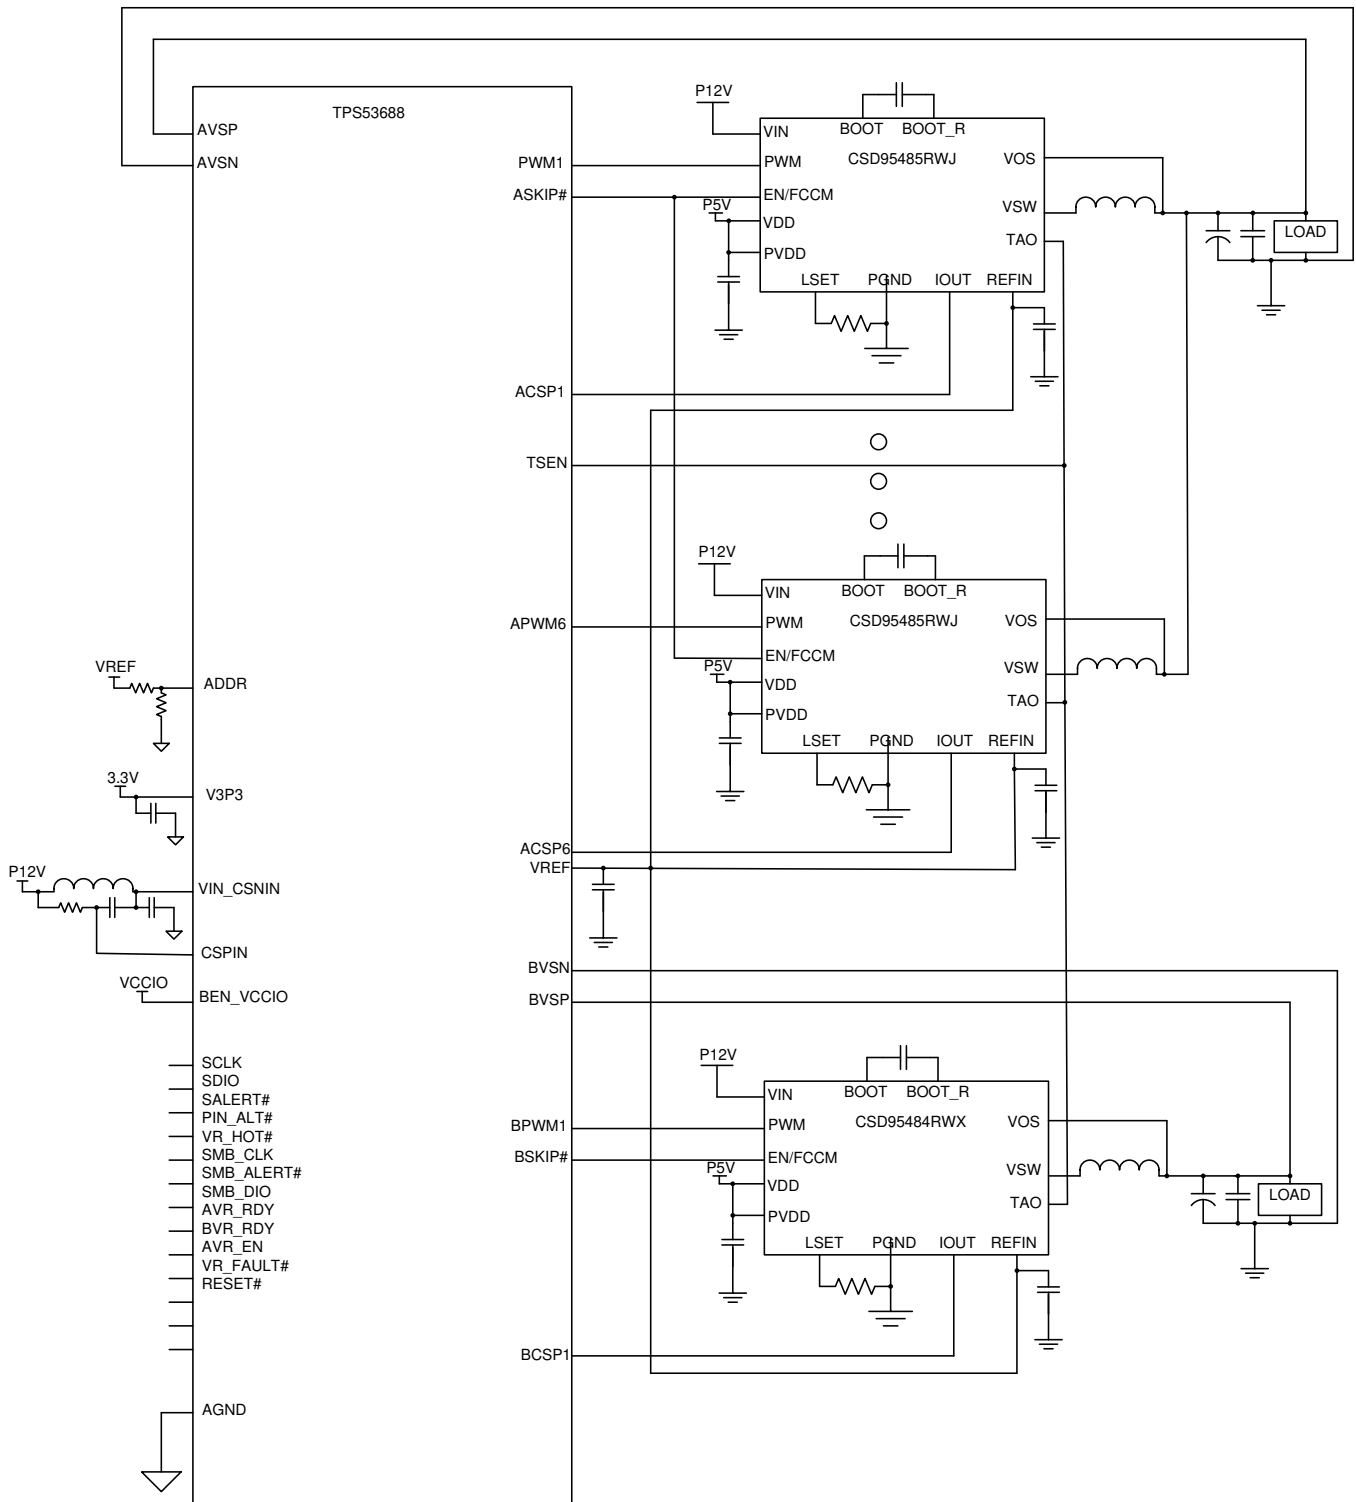 TPS53688
AVSP
AVSN
PWM1
ASKIP#
ACSP1
TSEN
APWM6
ACSP6
VREF
BVSN
BVSP
BPWM1
BSKIP#
BCSP1
VREF
ADDR
3.3V
V3P3
P12V
VIN_CSNIN
CSPIN
VCCIO
BEN_VCCIO
SCLK
SDIO
SALERT#
PIN_ALT#
VR_HOT#
SMB_CLK
SMB_ALERT#
SMB_DIO
AVR_RDY
BVR_RDY
AVR_EN
VR_FAULT#
RESET#
AGND
P12V
VIN
BOOT
BOOT_R
PWM
CSD95485RWJ
VOS
EN/FCCM
P5V
VDD
VSW
PVDD
TAO
LSET
PGND
IOUT
REFIN
LOAD
P12V
VIN
BOOT
BOOT_R
PWM
CSD95485RWJ
VOS
EN/FCCM
P5V
VDD
VSW
PVDD
TAO
LSET
PGND
IOUT
REFIN
P12V
VIN
BOOT
BOOT_R
PWM
CSD95484RWX
VOS
EN/FCCM
P5V
VDD
VSW
PVDD
TAO
LSET
PGND
IOUT
REFIN
LOAD